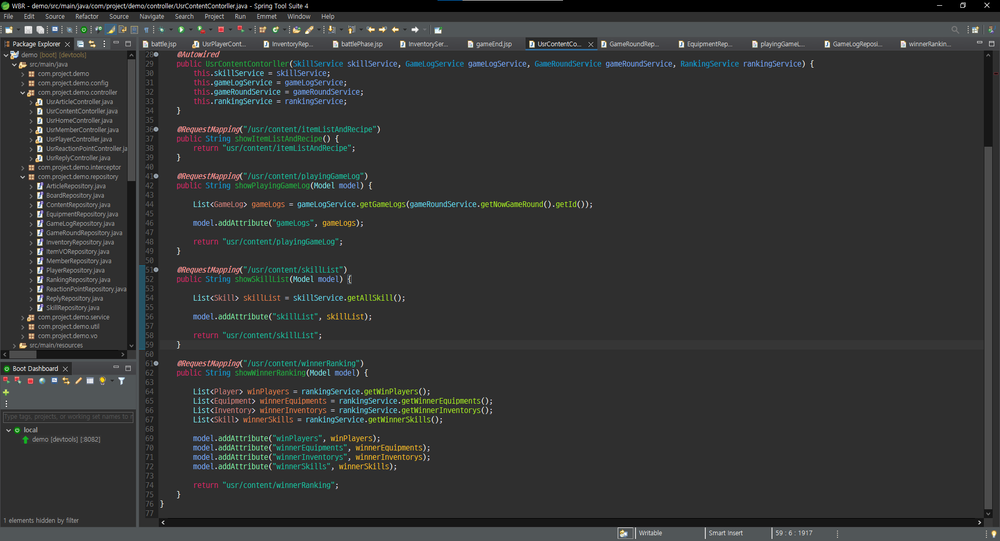 WBR - demo/src/main/java/com/project/demo/controller/UsrContentContorller.java - Spring Tool Suite 4
File Edit Source Refactor Source Navigate Search Project Run Emmet Window Help
Package Explorer
battle.jsp UsrPlayerCont... InventoryRep... battlePhase.jsp InventorySer... gameEnd.jsp UsrContentCo... GameRoundRep... EquipmentRep... playingGameL... GameLogReposi... winnerRankin...
demo [boot] [devtools]
src/main/java
com.project.demo
com.project.demo.config
com.project.demo.controller
UsrArticleController.java
UsrContentContorller.java
UsrHomeController.java
UsrMemberController.java
UsrPlayerController.java
UsrReactionPointController.ja
UsrReplyController.java
com.project.demo.interceptor
com.project.demo.repository
ArticleRepository.java
BoardRepository.java
ContentRepository.java
EquipmentRepository.java
GameLogRepository.java
GameRoundRepository.java
InventoryRepository.java
ItemVORepository.java
MemberRepository.java
PlayerRepository.java
RankingRepository.java
ReactionPointRepository.java
ReplyRepository.java
SkillRepository.java
com.project.demo.service
com.project.demo.util
com.project.demo.vo
src/main/resources
Boot Dashboard
Type tags, projects, or working set names to r
local
demo [devtools] [:8082]
1 elements hidden by filter
28 @Autowired
29 public UsrContentContorller(SkillService skillService, GameLogService gameLogService, GameRoundService gameRoundService, RankingService rankingService) {
30 this.skillService = skillService;
31 this.gameLogService = gameLogService;
32 this.gameRoundService = gameRoundService;
33 this.rankingService = rankingService;
34 }
35
36 @RequestMapping("/usr/content/itemListAndRecipe")
37 public String showItemListAndRecipe() {
38 return "usr/content/itemListAndRecipe";
39 }
40
41 @RequestMapping("/usr/content/playingGameLog")
42 public String showPlayingGameLog(Model model) {
43
44 List<GameLog> gameLogs = gameLogService.getGameLogs(gameRoundService.getNowGameRound().getId());
45
46 model.addAttribute("gameLogs", gameLogs);
47
48 return "usr/content/playingGameLog";
49 }
50
51 @RequestMapping("/usr/content/skillList")
52 public String showSkillList(Model model) {
53
54 List<Skill> skillList = skillService.getAllSkill();
55
56 model.addAttribute("skillList", skillList);
57
58 return "usr/content/skillList";
59 }
60
61 @RequestMapping("/usr/content/winnerRanking")
62 public String showWinnerRanking(Model model) {
63
64 List<Player> winPlayers = rankingService.getWinPlayers();
65 List<Equipment> winnerEquipments = rankingService.getWinnerEquipments();
66 List<Inventory> winnerInventorys = rankingService.getWinnerInventorys();
67 List<Skill> winnerSkills = rankingService.getWinnerSkills();
68
69 model.addAttribute("winPlayers", winPlayers);
70 model.addAttribute("winnerEquipments", winnerEquipments);
71 model.addAttribute("winnerInventorys", winnerInventorys);
72 model.addAttribute("winnerSkills", winnerSkills);
73
74 return "usr/content/winnerRanking";
75 }
76 }
77
Writable Smart Insert 59 : 6 : 1917